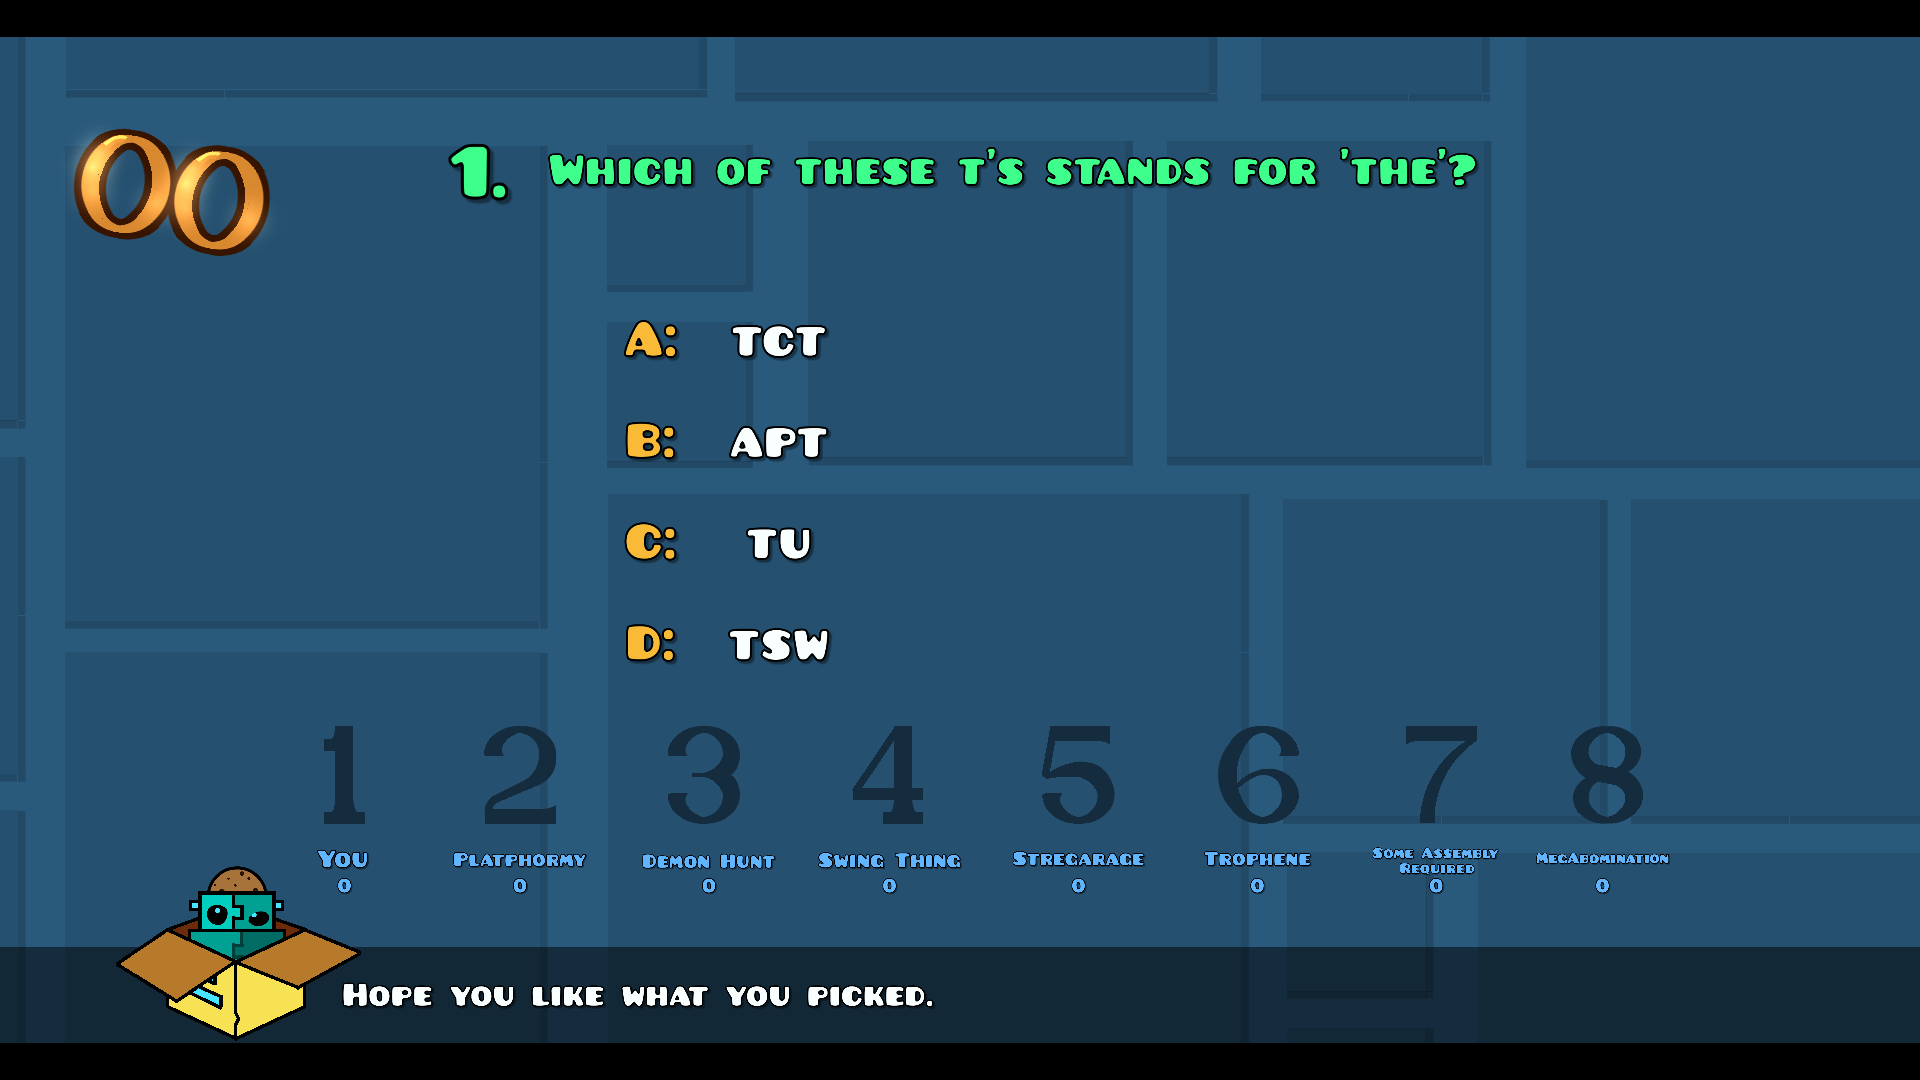 00
1. Which of these t's stands for 'the'?
A: TCT
B: APT
C: TU
D: TSW
1 2 3 4 5 6 7 8
You Platphormy Demon Hunt Swing Thing Stregarage Trophene Some Assembly Required MegAbomination
0 0 0 0 0 0 0 0
Hope you like what you picked.